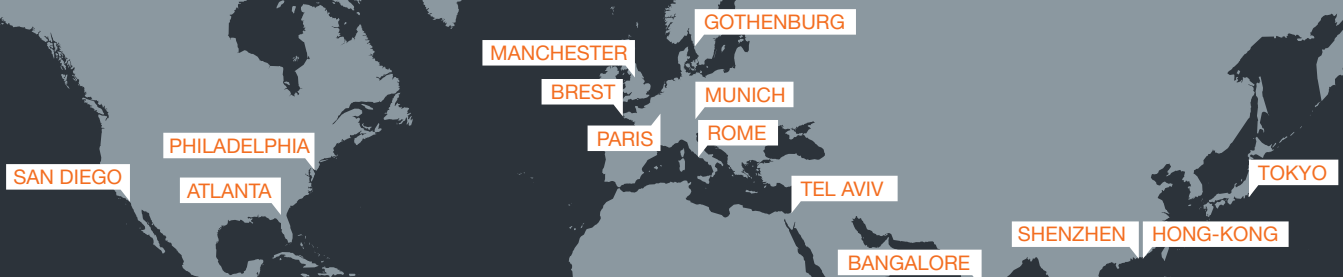 GOTHENBURG
MANCHESTER
BREST
MUNICH
PARIS
ROME
PHILADELPHIA
SAN DIEGO
ATLANTA
TEL AVIV
TOKYO
SHENZHEN
HONG-KONG
BANGALORE